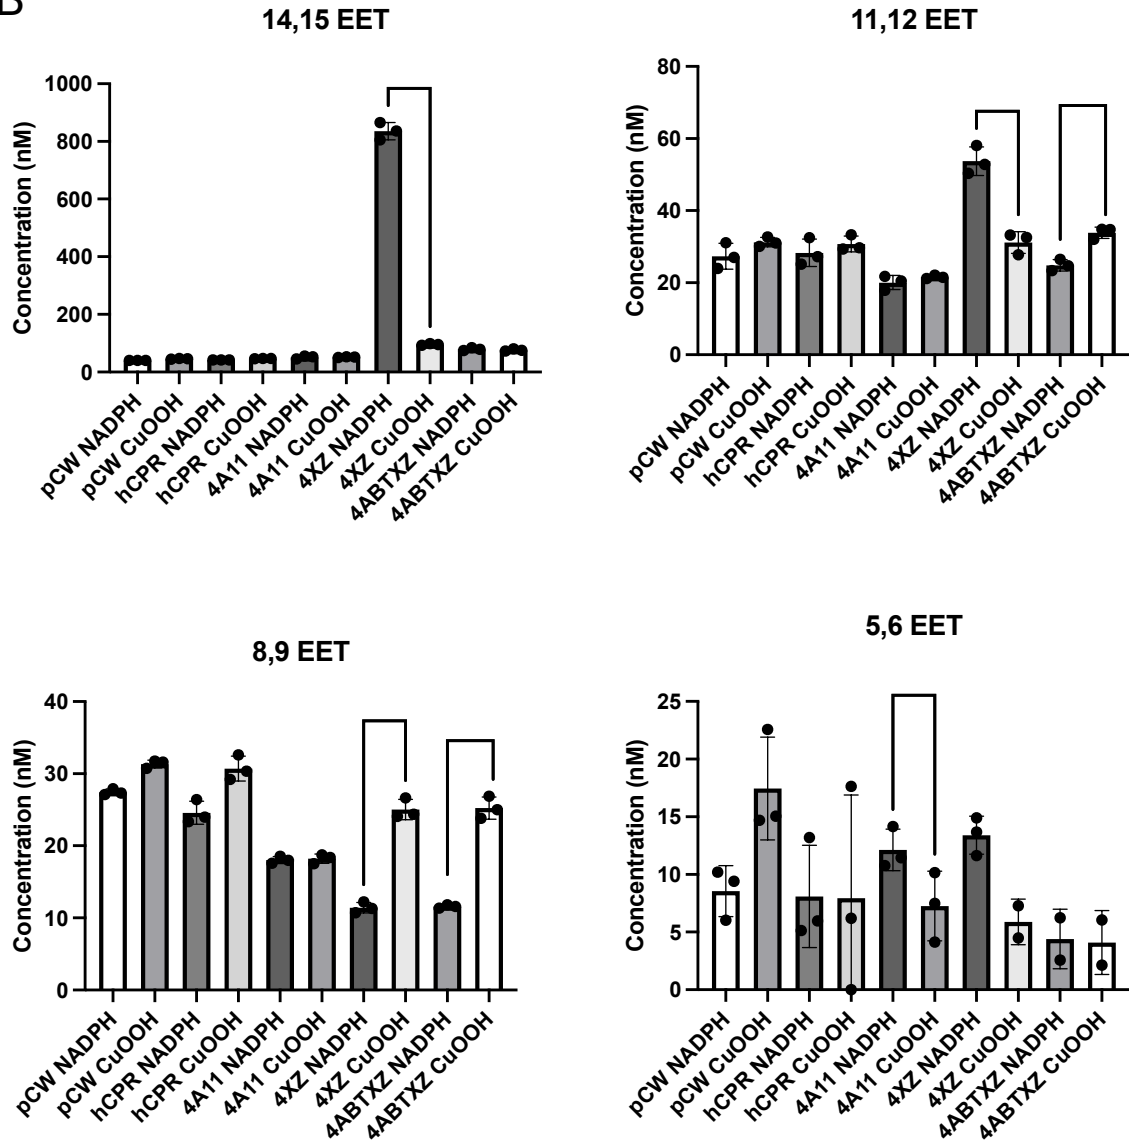 B
14,15 EET
Concentration (nM)
1000
800
600
400
200
0
pCW NADPH
pCW CuOOH
hCPR NADPH
hCPR CuOOH
4A11 NADPH
4A11 CuOOH
4XZ NADPH
4XZ CuOOH
4ABTXZ NADPH
4ABTXZ CuOOH
11,12 EET
Concentration (nM)
80
60
40
20
0
pCW NADPH
pCW CuOOH
hCPR NADPH
hCPR CuOOH
4A11 NADPH
4A11 CuOOH
4XZ NADPH
4XZ CuOOH
4ABTXZ NADPH
4ABTXZ CuOOH
8,9 EET
Concentration (nM)
40
30
20
10
0
pCW NADPH
pCW CuOOH
hCPR NADPH
hCPR CuOOH
4A11 NADPH
4A11 CuOOH
4XZ NADPH
4XZ CuOOH
4ABTXZ NADPH
4ABTXZ CuOOH
5,6 EET
Concentration (nM)
25
20
15
10
5
0
pCW NADPH
pCW CuOOH
hCPR NADPH
hCPR CuOOH
4A11 NADPH
4A11 CuOOH
4XZ NADPH
4XZ CuOOH
4ABTXZ NADPH
4ABTXZ CuOOH